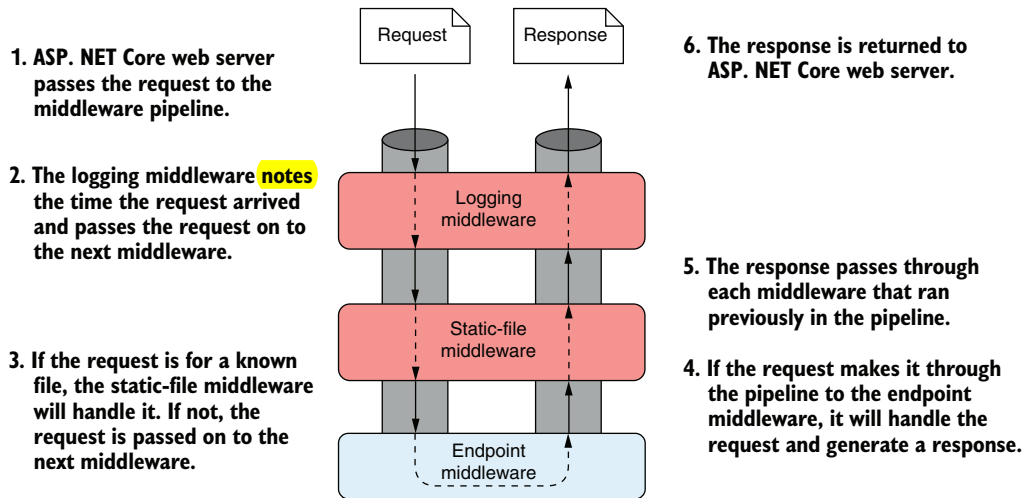 Request
Response
1. ASP. NET Core web server
passes the request to the
middleware pipeline.
6. The response is returned to
ASP. NET Core web server.
2. The logging middleware notes
the time the request arrived
and passes the request on to
the next middleware.
Logging
middleware
5. The response passes through
each middleware that ran
previously in the pipeline.
Static-file
middleware
3. If the request is for a known
file, the static-file middleware
will handle it. If not, the
request is passed on to the
next middleware.
4. If the request makes it through
the pipeline to the endpoint
middleware, it will handle the
request and generate a response.
Endpoint
middleware